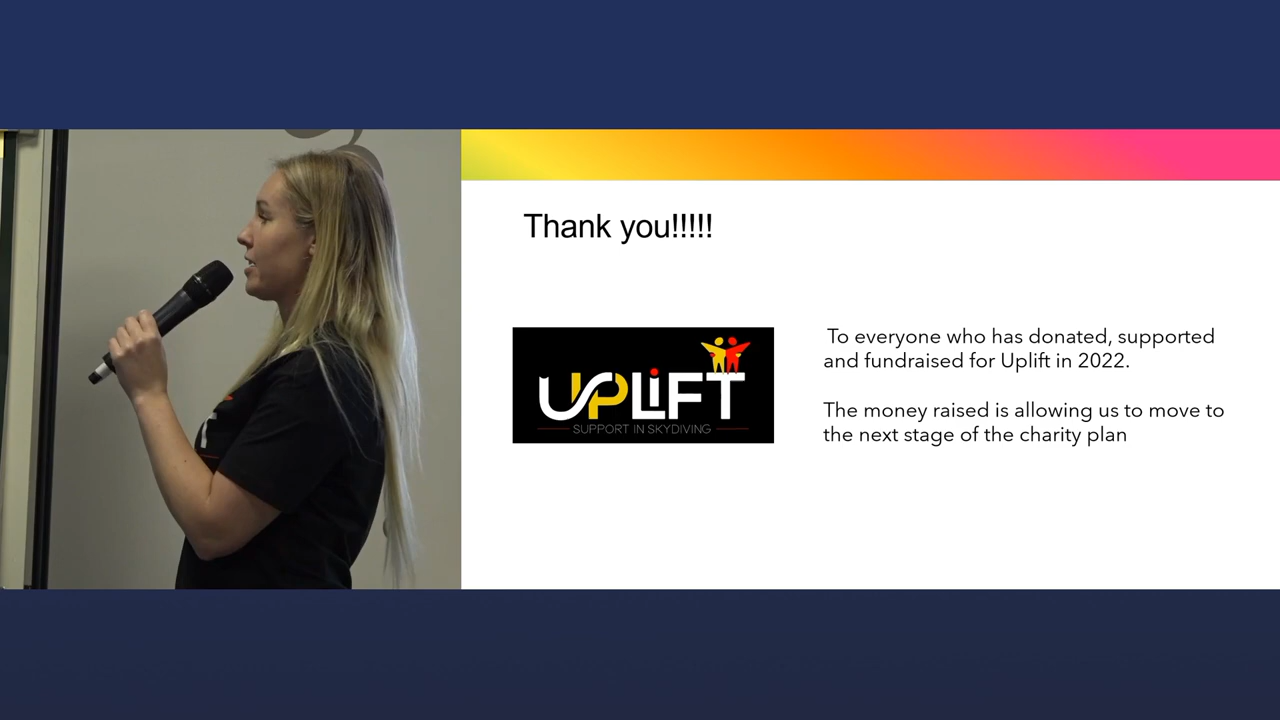 Thank you!!!!!
UPLiFT
SUPPORT IN SKYDIVING
To everyone who has donated, supported
and fundraised for Uplift in 2022.
The money raised is allowing us to move to
the next stage of the charity plan